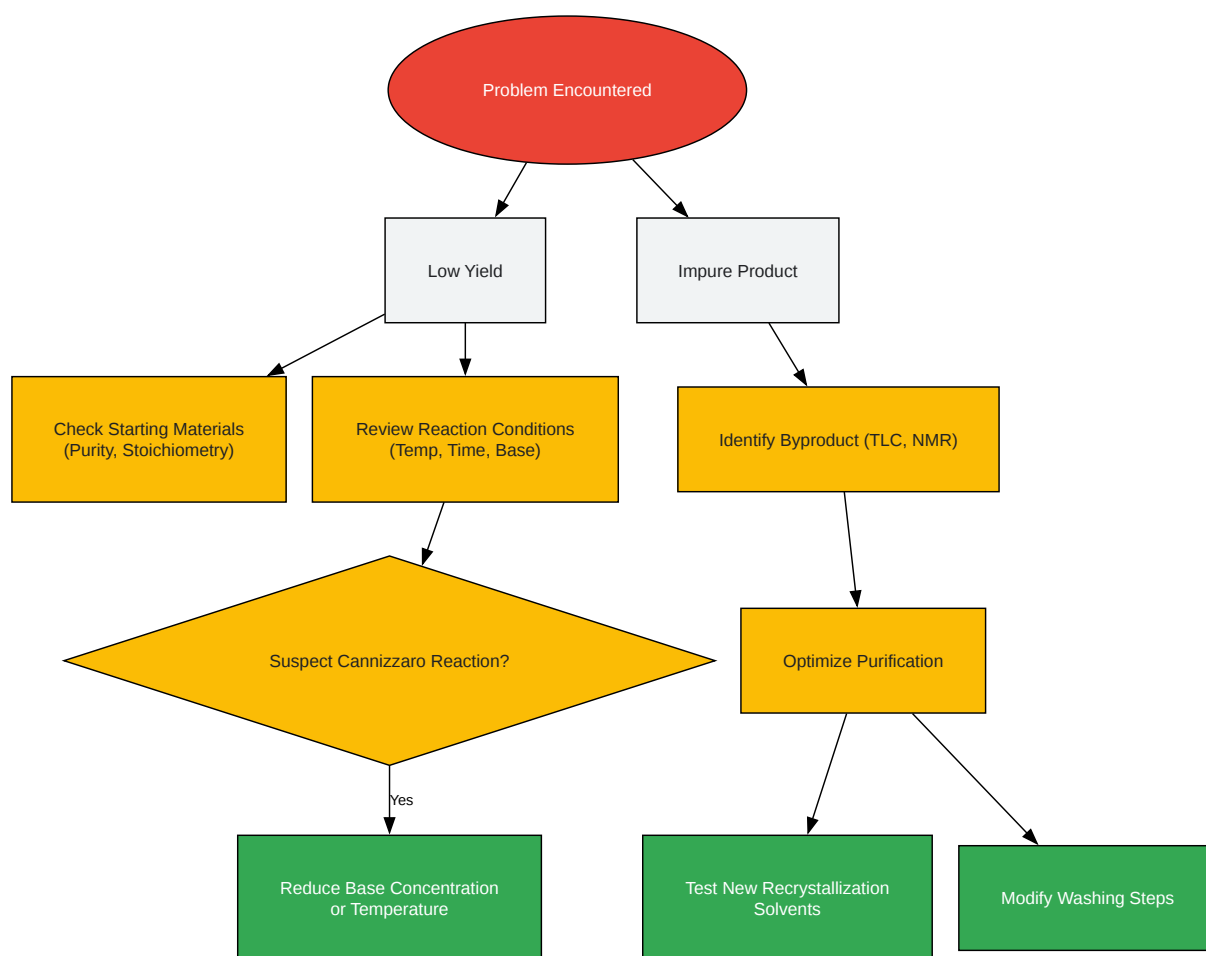 Problem Encountered
Low Yield
Impure Product
Check Starting Materials
(Purity, Stoichiometry)
Review Reaction Conditions
(Temp, Time, Base)
Identify Byproduct (TLC, NMR)
Suspect Cannizzaro Reaction?
Optimize Purification
Yes
Reduce Base Concentration
or Temperature
Test New Recrystallization
Solvents
Modify Washing Steps